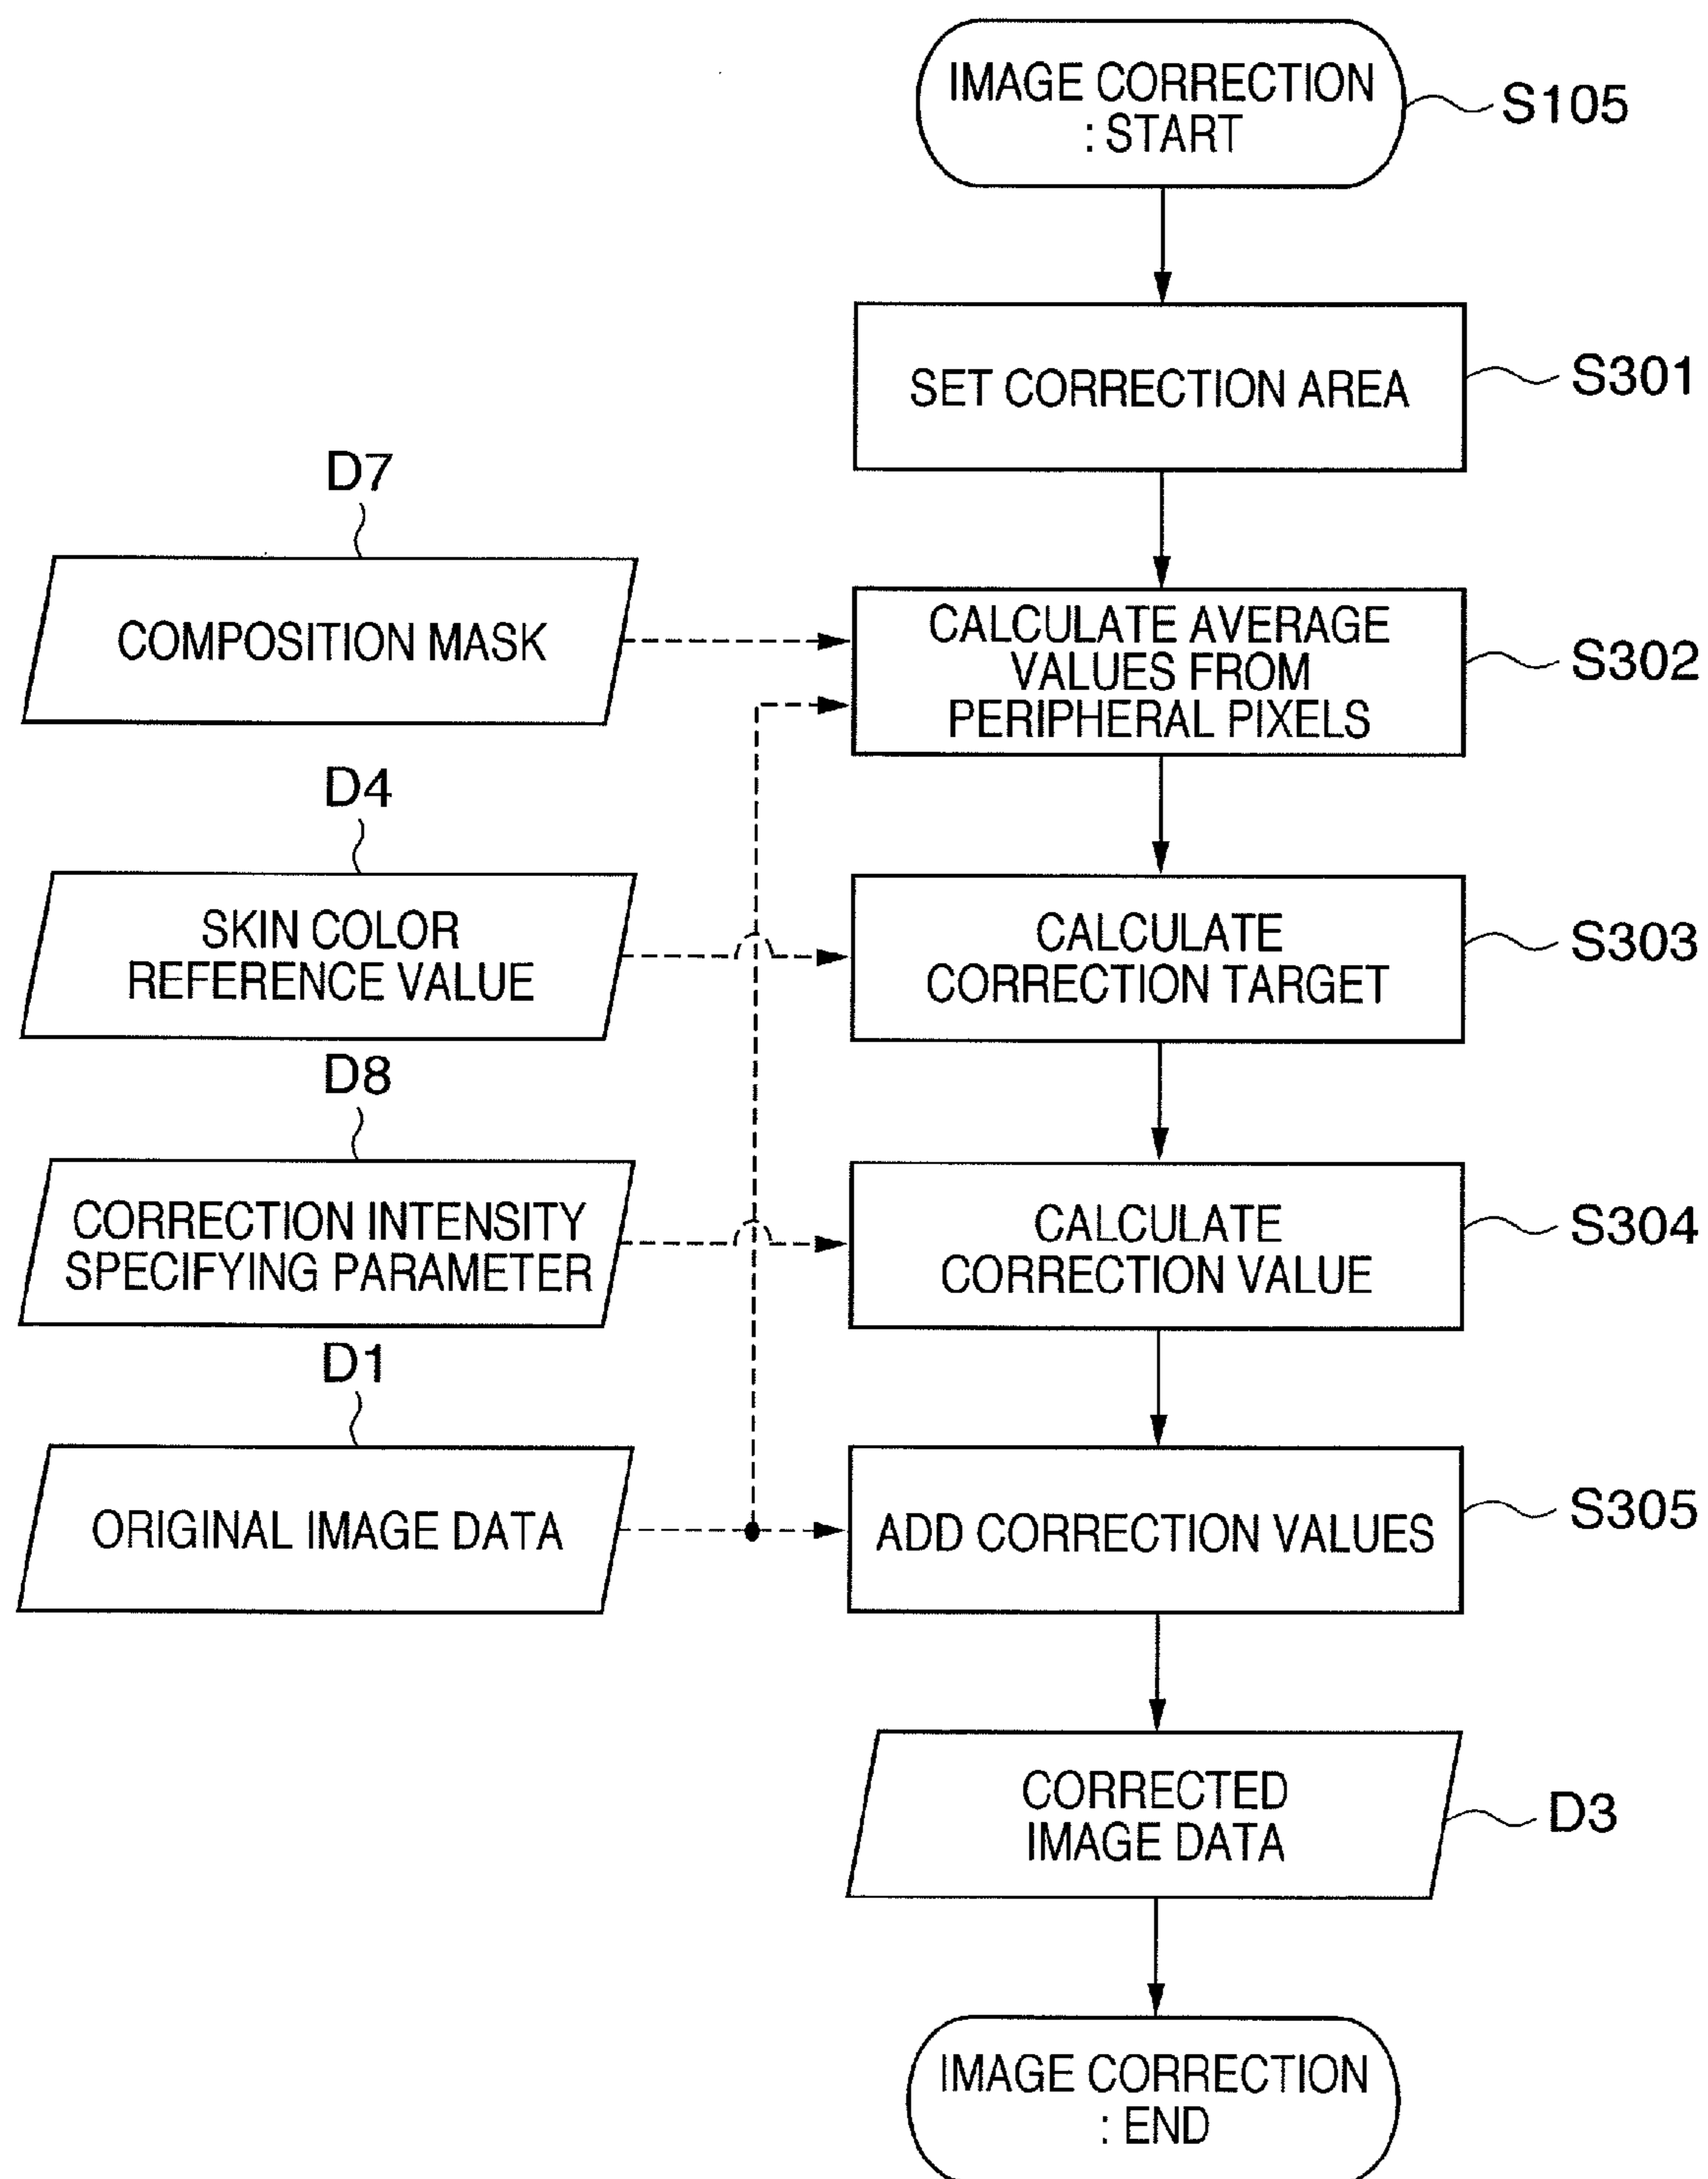 IMAGE CORRECTION
: START
S105
SET CORRECTION AREA
S301
D7
COMPOSITION MASK
CALCULATE AVERAGE
VALUES FROM
PERIPHERAL PIXELS
S302
D4
SKIN COLOR
REFERENCE VALUE
CALCULATE
CORRECTION TARGET
S303
D8
CORRECTION INTENSITY
SPECIFYING PARAMETER
CALCULATE
CORRECTION VALUE
S304
D1
ORIGINAL IMAGE DATA
ADD CORRECTION VALUES
S305
CORRECTED
IMAGE DATA
D3
IMAGE CORRECTION
: END